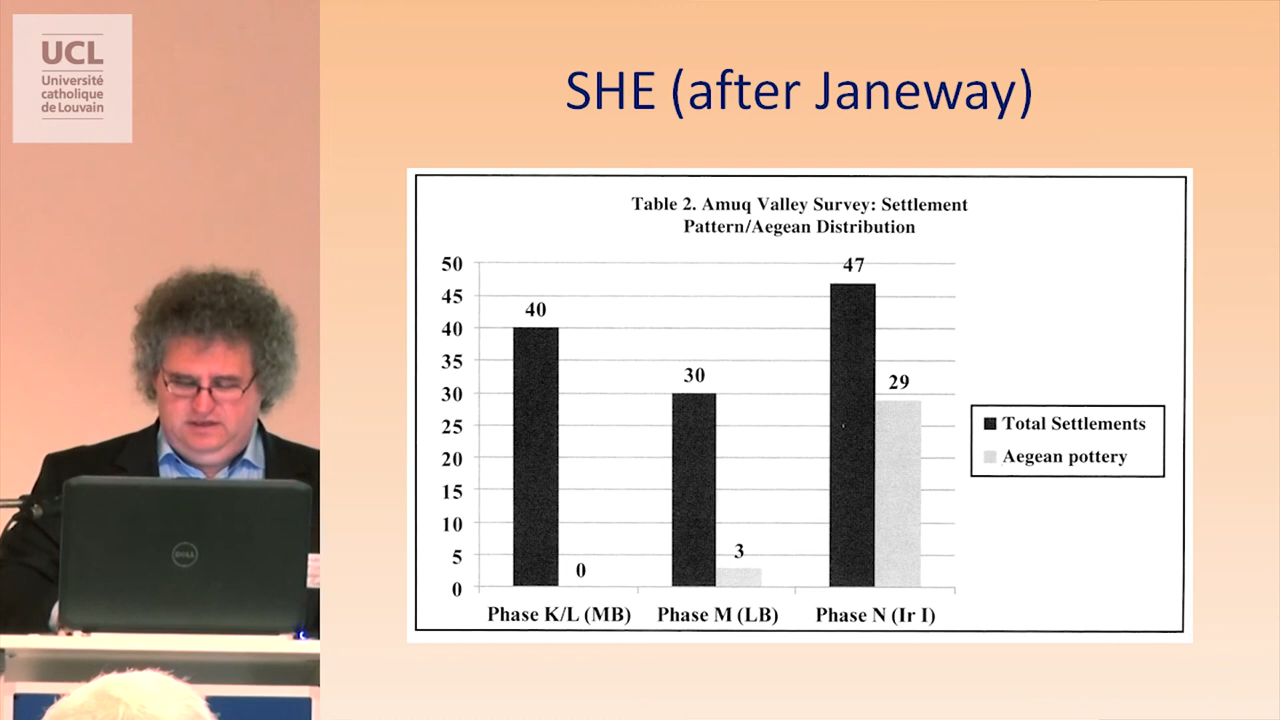 UCL
Université
catholique
de Louvain
SHE (after Janeway)
Table 2. Amuq Valley Survey: Settlement
Pattern/Aegean Distribution
50
45
40
35
30
25
20
15
10
5
0
40
0
30
3
47
29
Phase K/L (MB)
Phase M (LB)
Phase N (Ir I)
Total Settlements
Aegean pottery
DELL